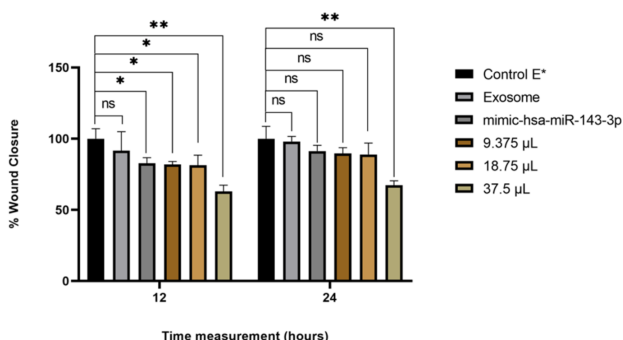 **
**
*
ns
*
ns
*
ns
ns
ns
150
100
50
0
% Wound Closure
12
24
Time measurement (hours)
Control E*
Exosome
mimic-hsa-miR-143-3p
9.375 µL
18.75 µL
37.5 µL